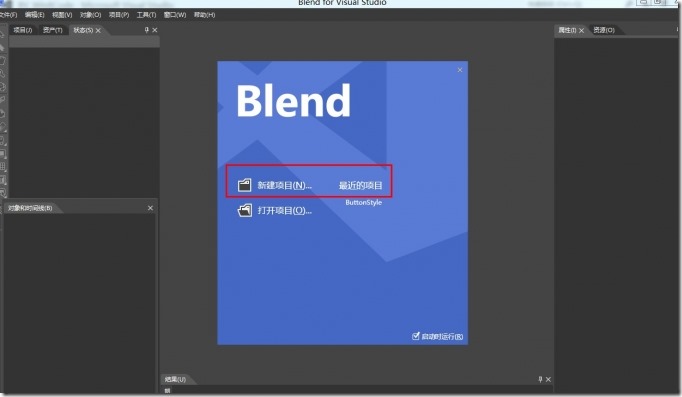 Blend for Visual Studio
文件(F) 编辑(E) 视图(V) 对象(O) 项目(P) 工具(T) 窗口(W) 帮助(H)
项目(J) 资产(T) 状态(S)
属性(I) 资源(O)
Blend
新建项目(N)... 最近的项目
ButtonStyle
打开项目(O)...
对象和时间线(B)
启动时运行(R)
结果(U)